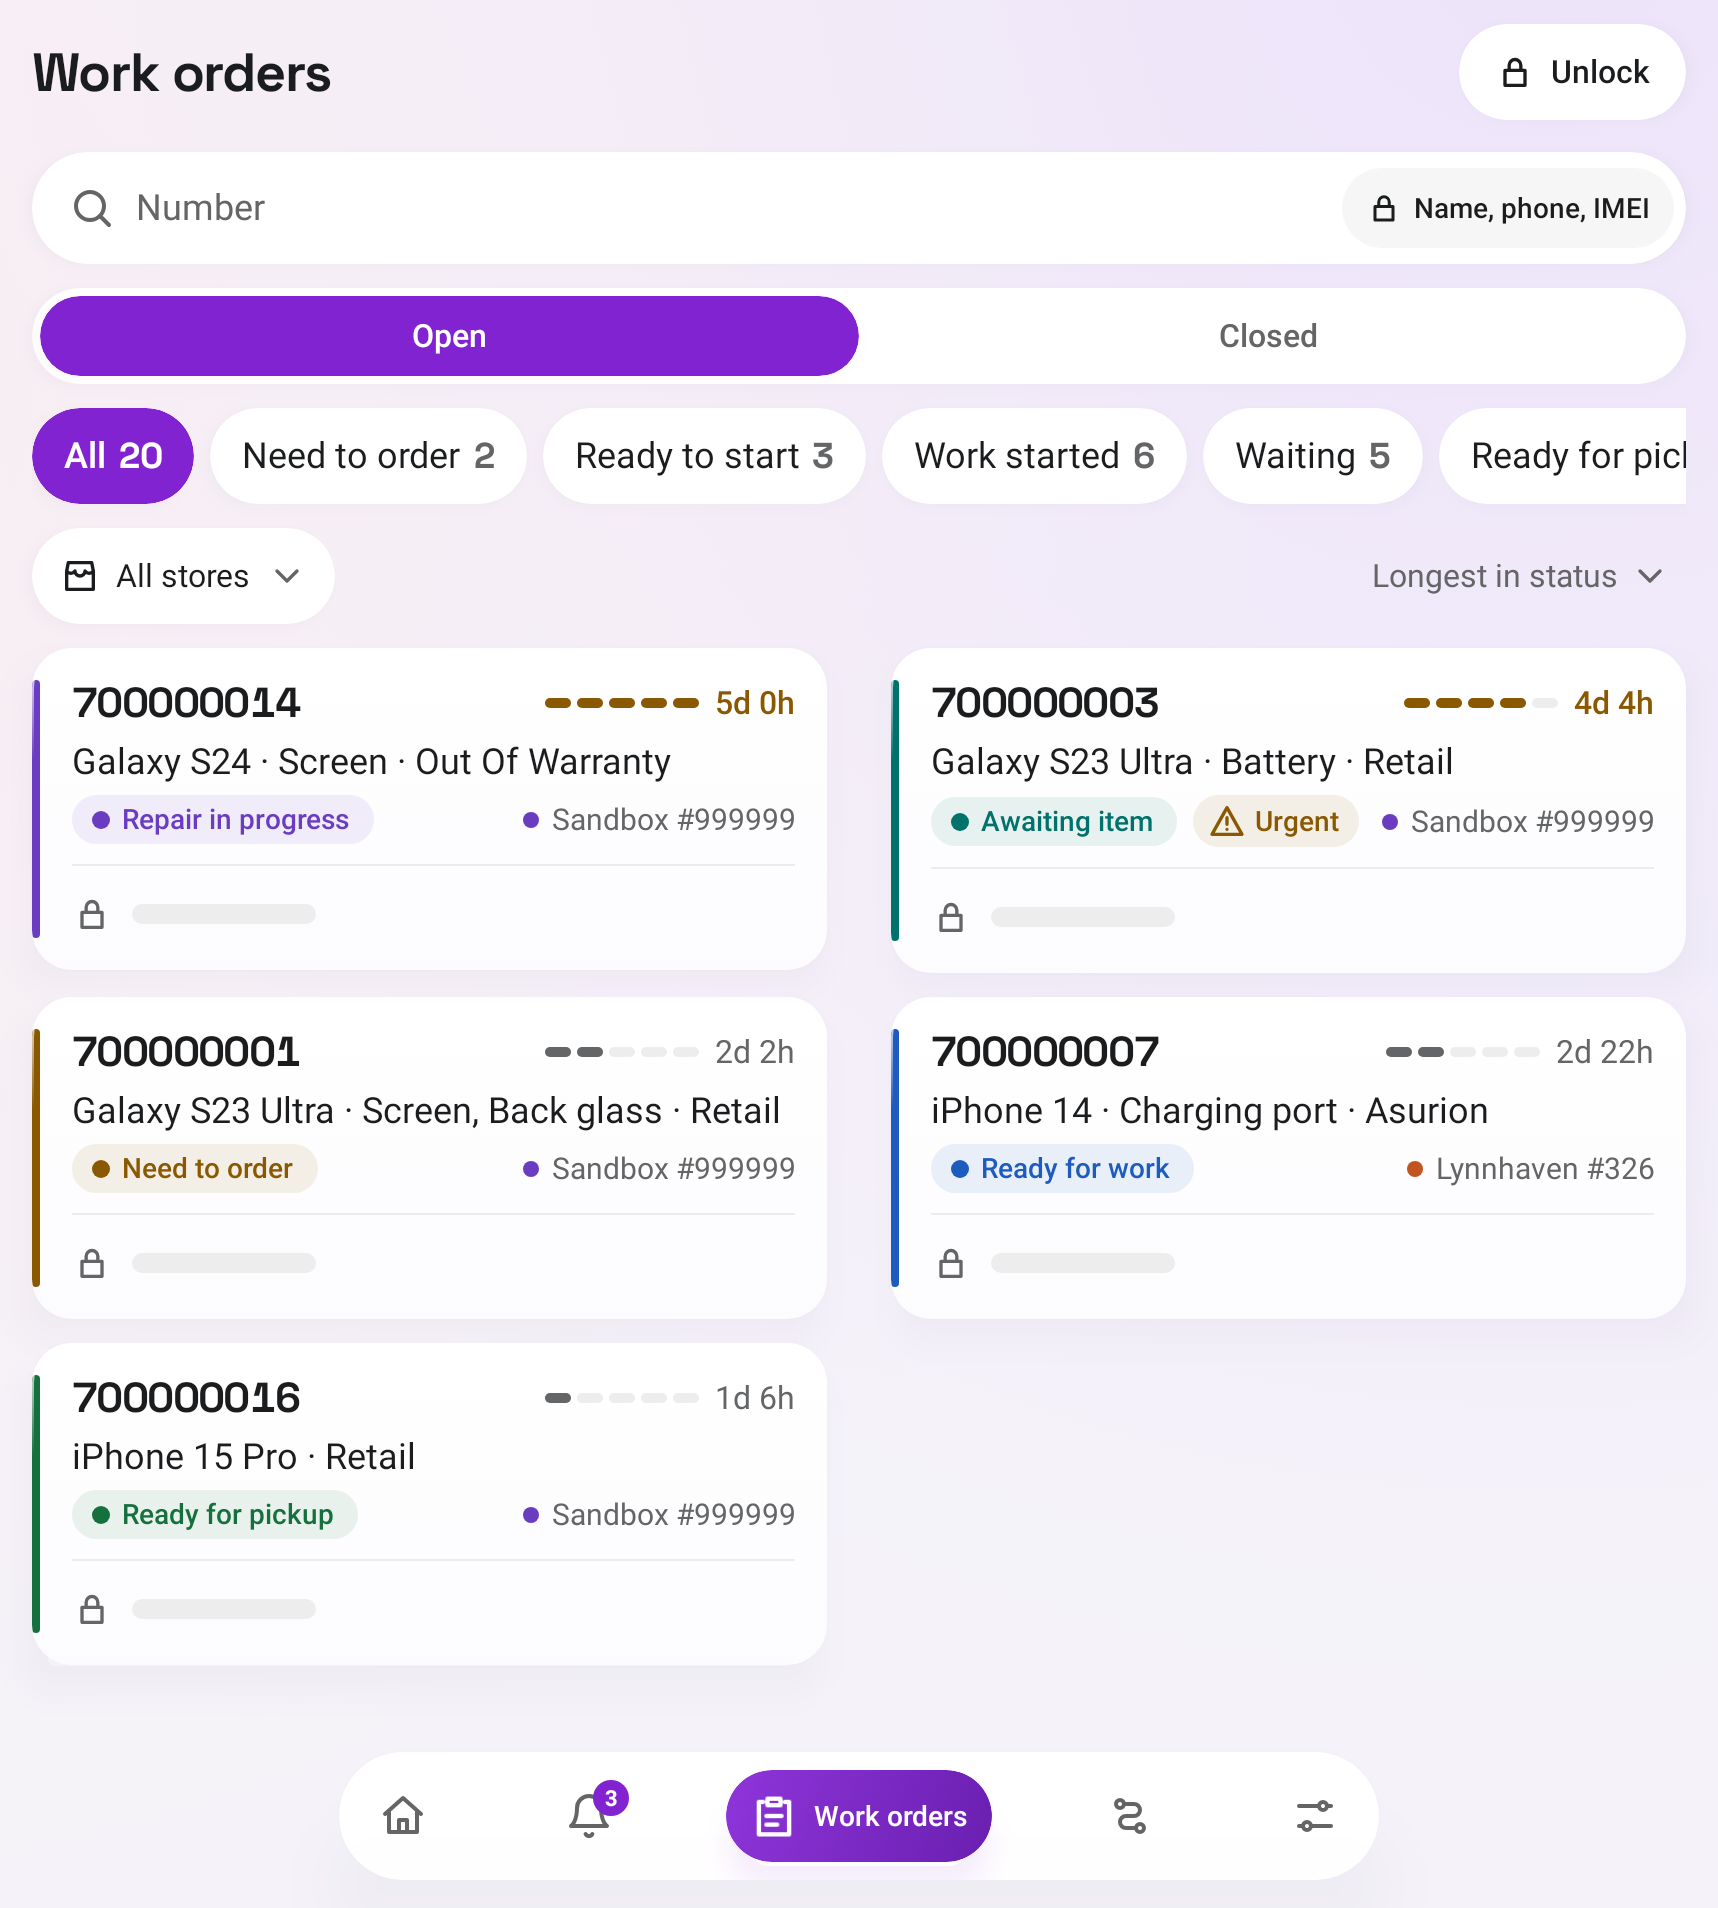 Work orders
Unlock
Number
Name, phone, IMEI
Open
Closed
All 20
Need to order 2
Ready to start 3
Work started 6
Waiting 5
Ready for pic
All stores
Longest in status
700000014
5d 0h
Galaxy S24 · Screen · Out Of Warranty
Repair in progress
Sandbox #999999
700000003
4d 4h
Galaxy S23 Ultra · Battery · Retail
Awaiting item
Urgent
Sandbox #999999
700000001
2d 2h
Galaxy S23 Ultra · Screen, Back glass · Retail
Need to order
Sandbox #999999
700000007
2d 22h
iPhone 14 · Charging port · Asurion
Ready for work
Lynnhaven #326
700000016
1d 6h
iPhone 15 Pro · Retail
Ready for pickup
Sandbox #999999
3
Work orders